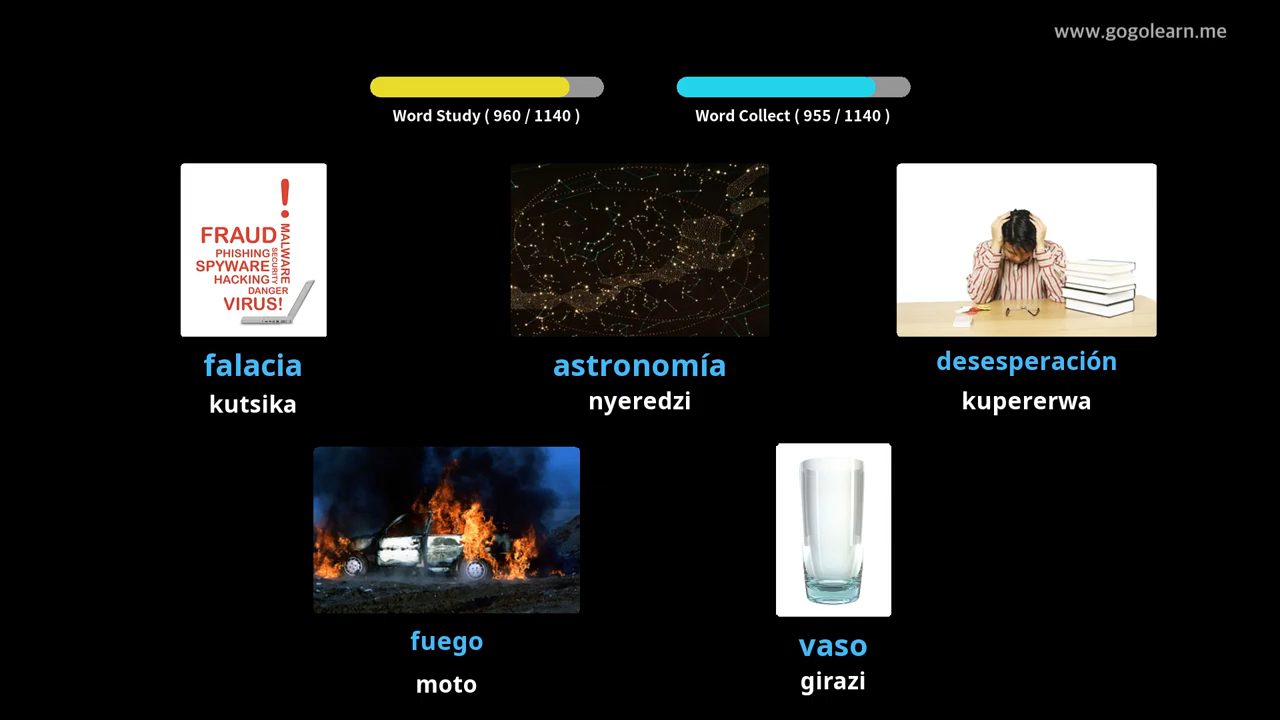 www.gogolearn.me
Word Study ( 960 / 1140 )
Word Collect ( 955 / 1140 )
!
FRAUD
PHISHING
SPYWARE
HACKING
DANGER
VIRUS!
SECURITY
MALWARE
falacia
kutsika
astronomía
nyeredzi
desesperación
kupererwa
fuego
moto
vaso
girazi